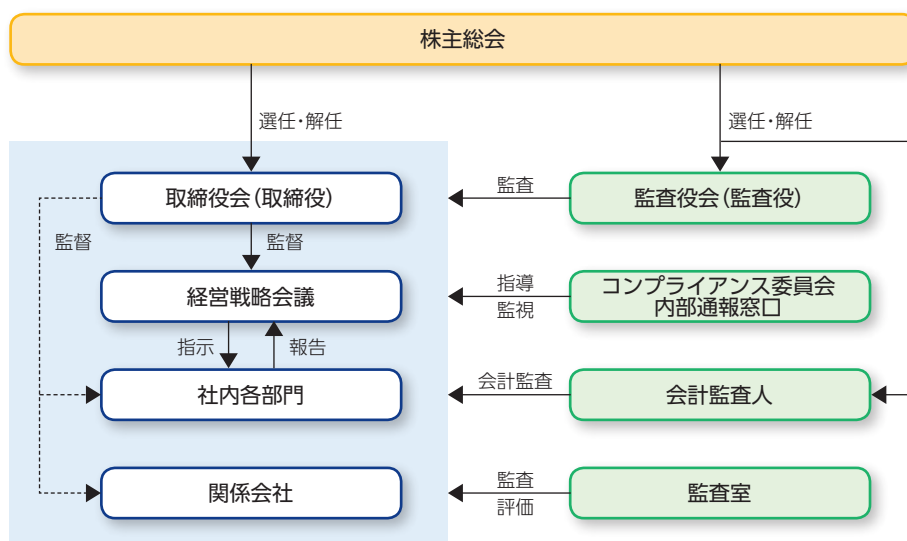 株主総会
選任・解任
選任・解任
取締役会（取締役）
監査
監査役会（監査役）
監督
監督
経営戦略会議
指導
監視
コンプライアンス委員会
内部通報窓口
指示
報告
社内各部門
会計監査
会計監査人
関係会社
監査
評価
監査室